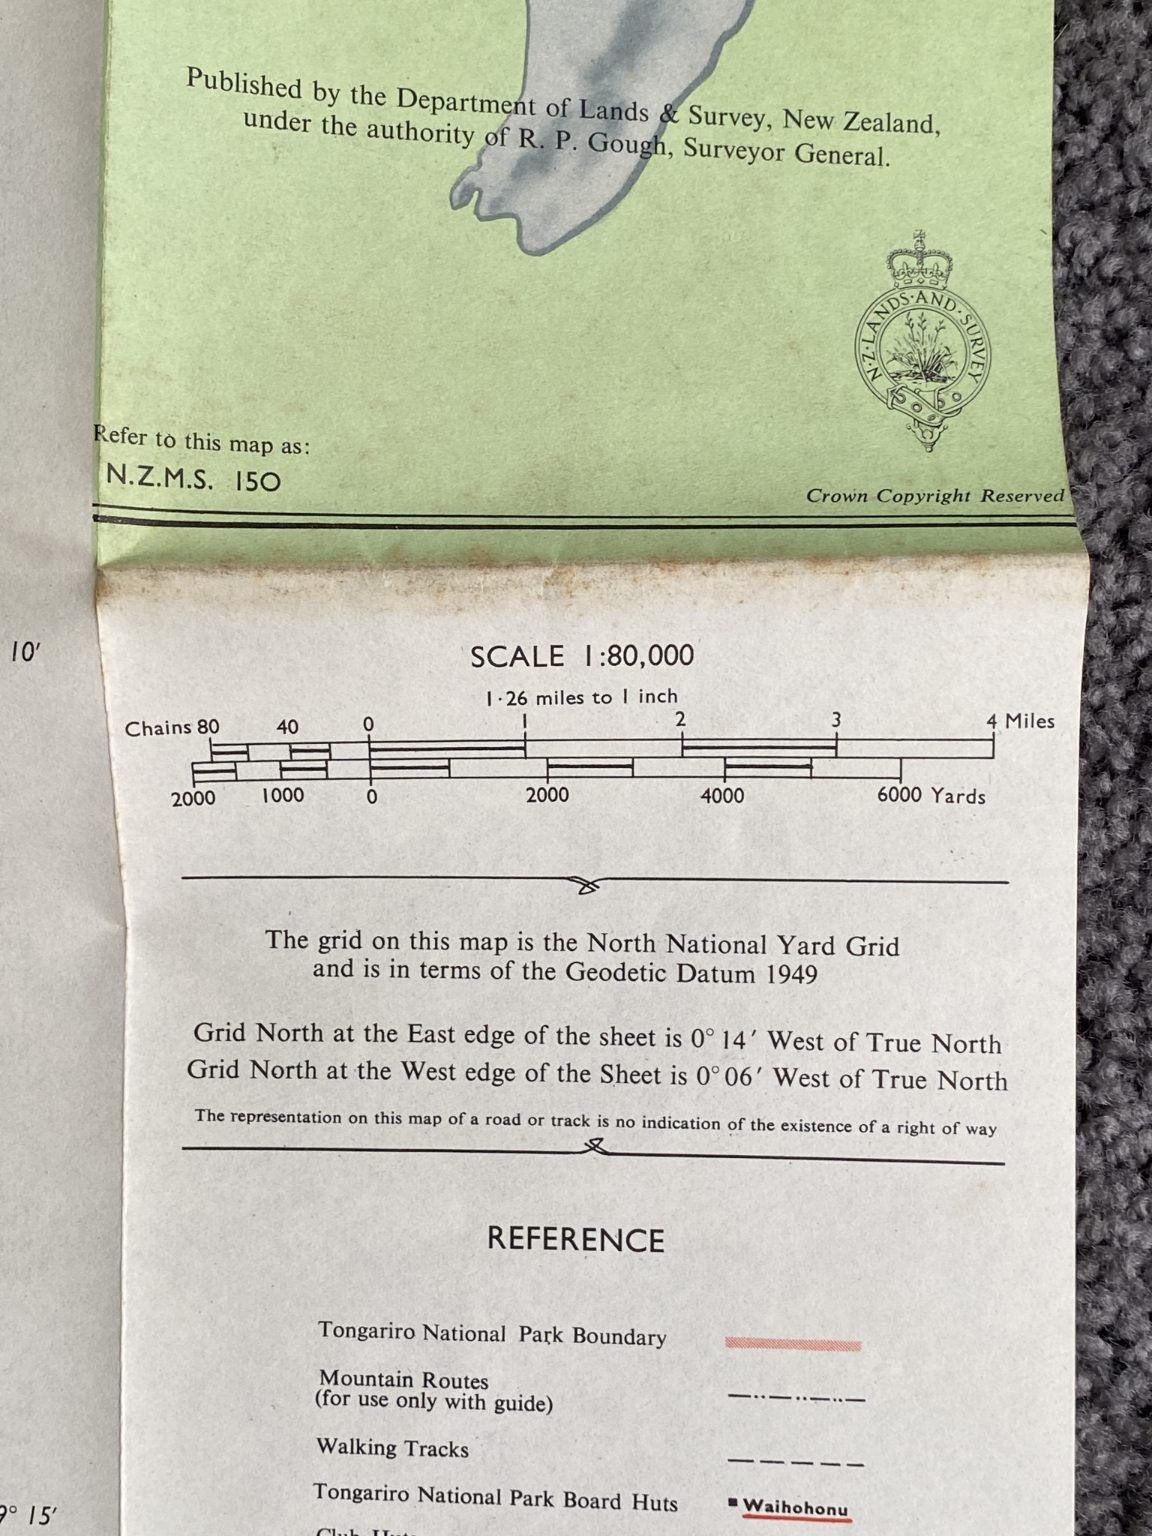 Published by the Department of Lands & Survey, New Zealand,
under the authority of R. P. Gough, Surveyor General.
N·Z·LANDS·AND·SURVEY
Refer to this map as:
N.Z.M.S. 150
Crown Copyright Reserved
10′
SCALE 1:80,000
1·26 miles to 1 inch
Chains 80 40 0 1 2 3 4 Miles
2000 1000 0 2000 4000 6000 Yards
The grid on this map is the North National Yard Grid
and is in terms of the Geodetic Datum 1949
Grid North at the East edge of the sheet is 0° 14′ West of True North
Grid North at the West edge of the Sheet is 0° 06′ West of True North
The representation on this map of a road or track is no indication of the existence of a right of way
REFERENCE
Tongariro National Park Boundary
Mountain Routes
(for use only with guide)
Walking Tracks
Tongariro National Park Board Huts Waihohonu
9° 15′